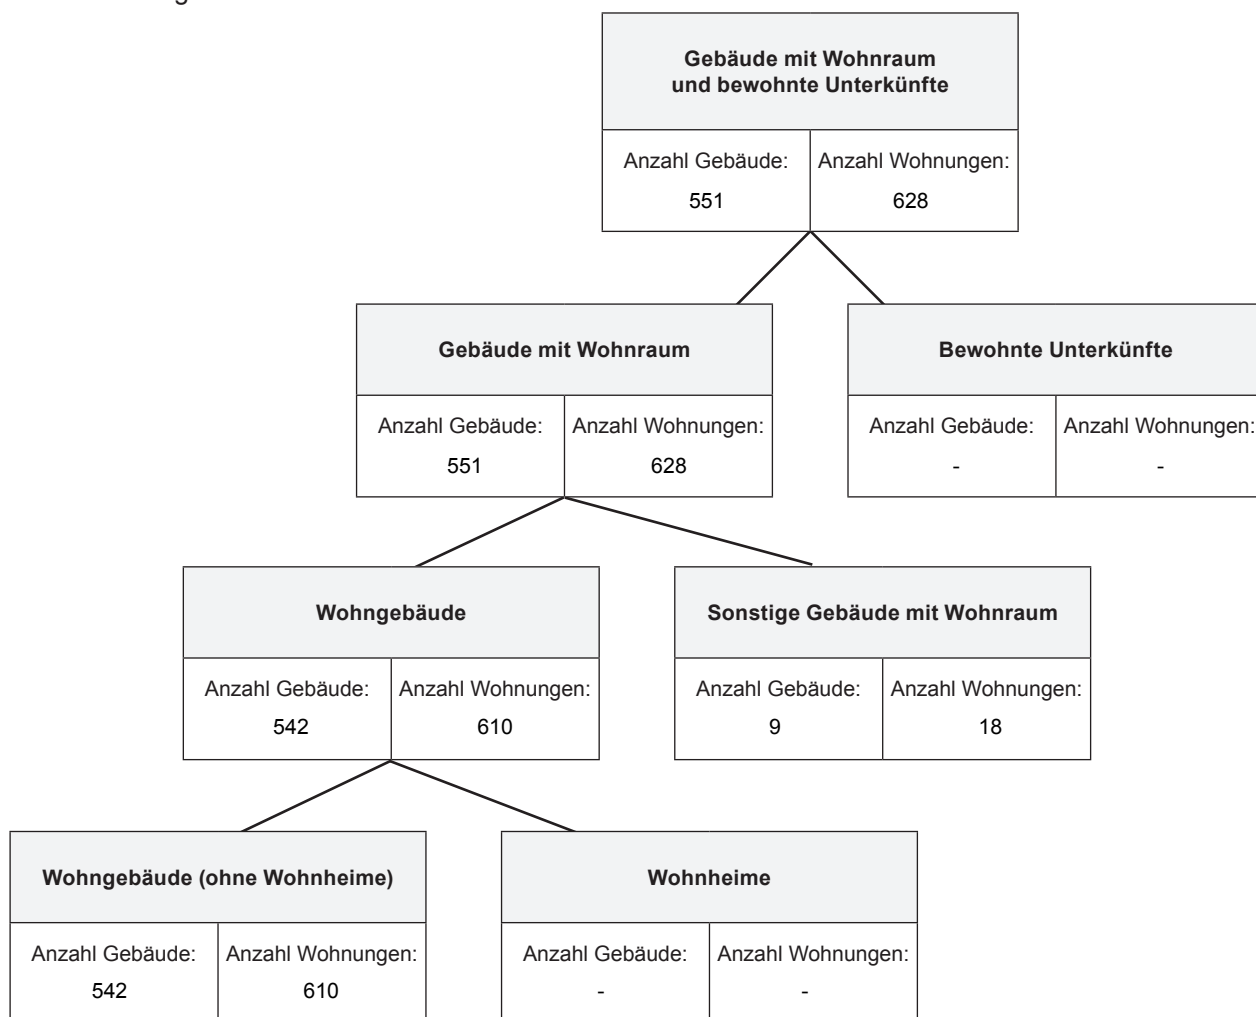 Gebäude mit Wohnraum
und bewohnte Unterkünfte
Anzahl Gebäude: Anzahl Wohnungen:
551 628
Gebäude mit Wohnraum
Anzahl Gebäude: Anzahl Wohnungen:
551 628
Bewohnte Unterkünfte
Anzahl Gebäude: Anzahl Wohnungen:
- -
Wohngebäude
Anzahl Gebäude: Anzahl Wohnungen:
542 610
Sonstige Gebäude mit Wohnraum
Anzahl Gebäude: Anzahl Wohnungen:
9 18
Wohngebäude (ohne Wohnheime)
Anzahl Gebäude: Anzahl Wohnungen:
542 610
Wohnheime
Anzahl Gebäude: Anzahl Wohnungen:
- -